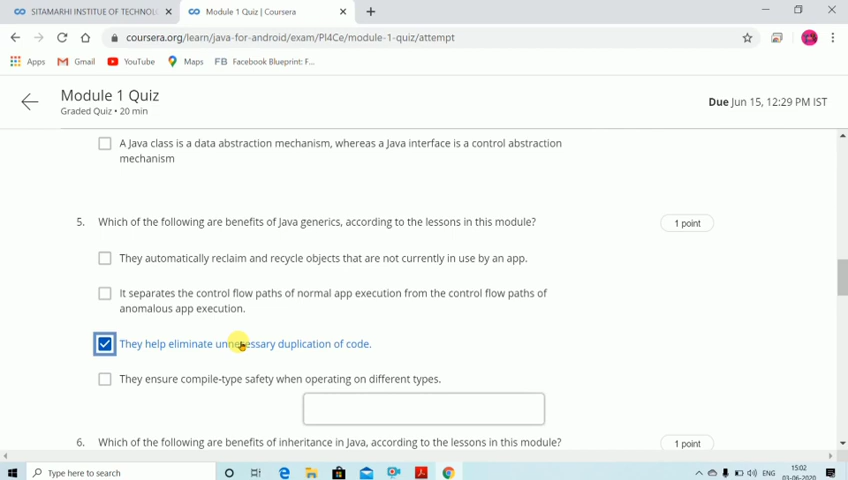 SITAMARHI INSTITUE OF TECHNOL
Module 1 Quiz | Coursera
coursera.org/learn/java-for-android/exam/Pl4Ce/module-1-quiz/attempt
Apps
Gmail
YouTube
Maps
FB Facebook Blueprint: F...
Module 1 Quiz
Graded Quiz • 20 min
Due Jun 15, 12:29 PM IST
A Java class is a data abstraction mechanism, whereas a Java interface is a control abstraction
mechanism
5. Which of the following are benefits of Java generics, according to the lessons in this module?
1 point
They automatically reclaim and recycle objects that are not currently in use by an app.
It separates the control flow paths of normal app execution from the control flow paths of
anomalous app execution.
They help eliminate unnecessary duplication of code.
They ensure compile-type safety when operating on different types.
6. Which of the following are benefits of inheritance in Java, according to the lessons in this module?
1 point
Type here to search
ENG
15:02
03-06-2020